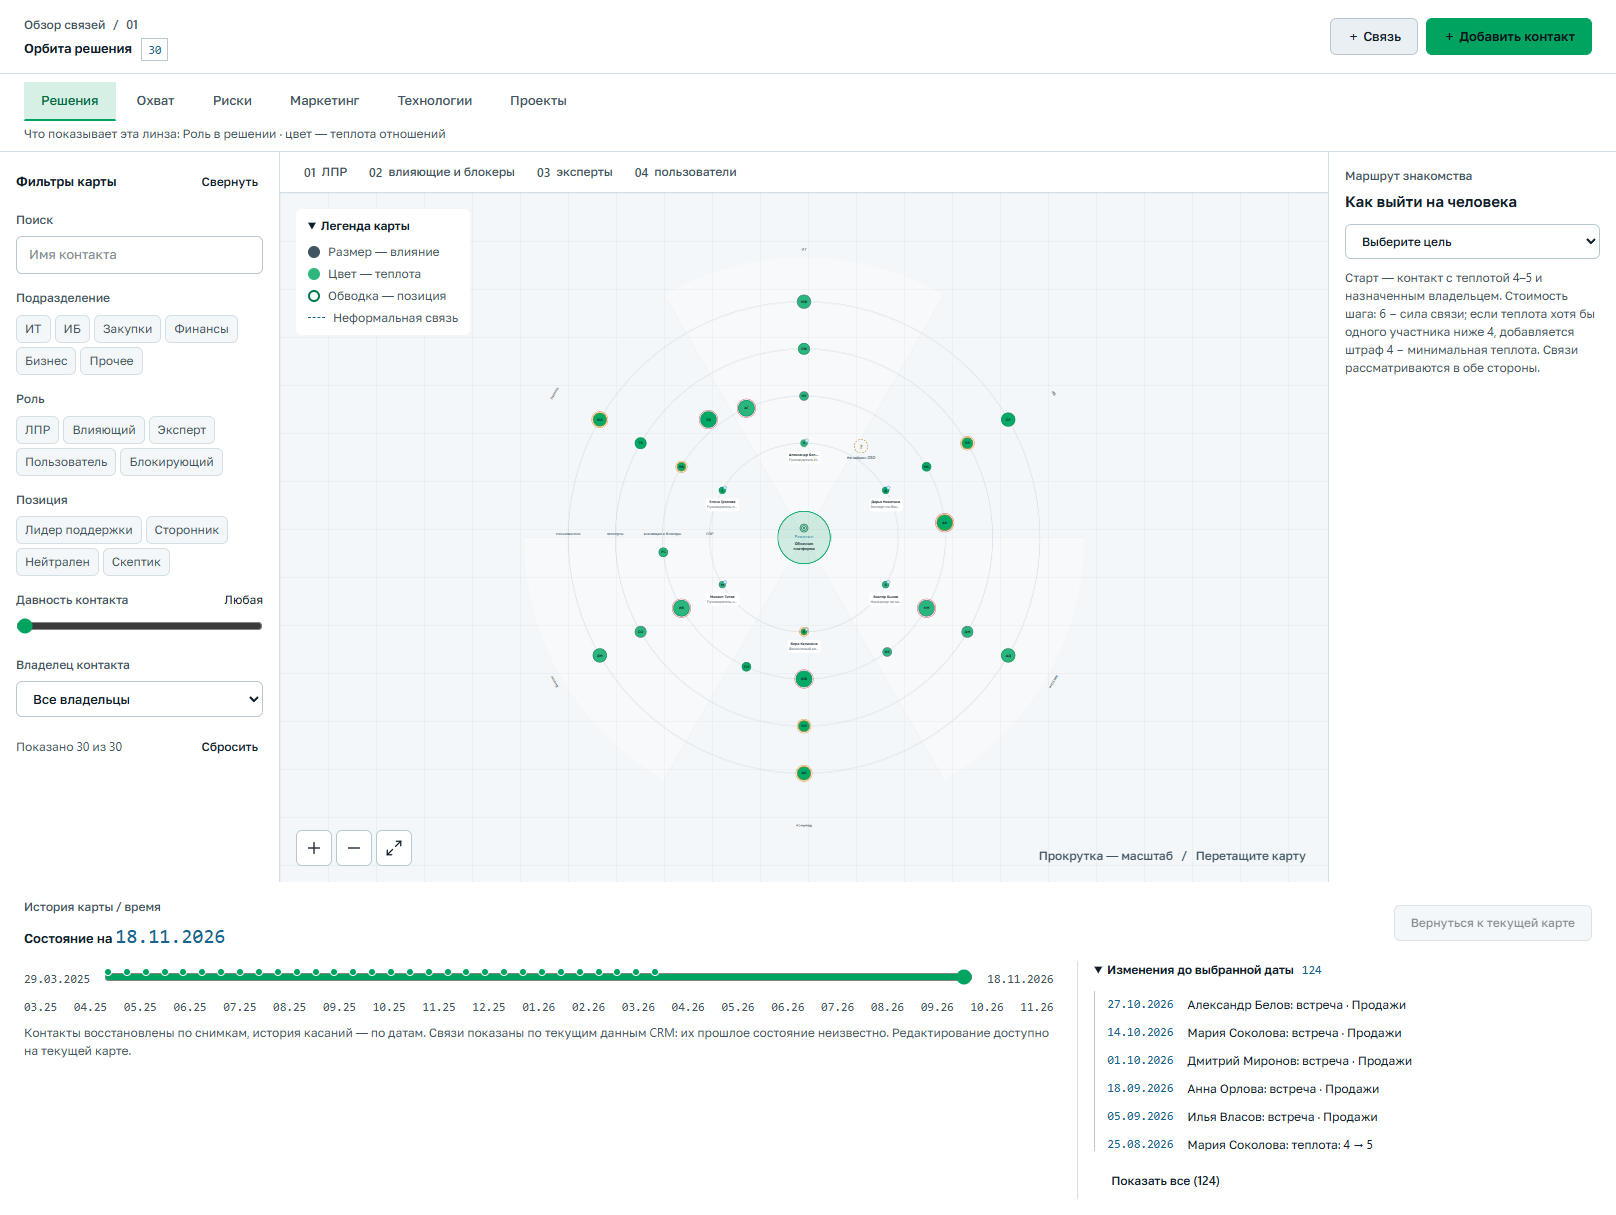 Обзор связей / 01
Орбита решения 30
+ Связь
+ Добавить контакт
Решения
Охват
Риски
Маркетинг
Технологии
Проекты
Что показывает эта линза: Роль в решении · цвет — теплота отношений
Фильтры карты
Свернуть
Поиск
Имя контакта
Подразделение
ИТ
ИБ
Закупки
Финансы
Бизнес
Прочее
Роль
ЛПР
Влияющий
Эксперт
Пользователь
Блокирующий
Позиция
Лидер поддержки
Сторонник
Нейтрален
Скептик
Давность контакта
Любая
Владелец контакта
Все владельцы
Показано 30 из 30
Сбросить
01 ЛПР
02 влияющие и блокеры
03 эксперты
04 пользователи
▼ Легенда карты
Размер — влияние
Цвет — теплота
Обводка — позиция
Неформальная связь
Облачная
платформа
Прокрутка — масштаб / Перетащите карту
Маршрут знакомства
Как выйти на человека
Выберите цель
Старт — контакт с теплотой 4–5 и
назначенным владельцем. Стоимость
шага: 6 − сила связи; если теплота хотя бы
одного участника ниже 4, добавляется
штраф 4 − минимальная теплота. Связи
рассматриваются в обе стороны.
История карты / время
Состояние на 18.11.2026
Вернуться к текущей карте
29.03.2025
18.11.2026
03.25 04.25 05.25 06.25 07.25 08.25 09.25 10.25 11.25 12.25 01.26 02.26 03.26 04.26 05.26 06.26 07.26 08.26 09.26 10.26 11.26
Контакты восстановлены по снимкам, история касаний — по датам. Связи показаны по текущим данным CRM: их прошлое состояние неизвестно. Редактирование доступно
на текущей карте.
▼ Изменения до выбранной даты 124
27.10.2026 Александр Белов: встреча · Продажи
14.10.2026 Мария Соколова: встреча · Продажи
01.10.2026 Дмитрий Миронов: встреча · Продажи
18.09.2026 Анна Орлова: встреча · Продажи
05.09.2026 Илья Власов: встреча · Продажи
25.08.2026 Мария Соколова: теплота: 4 → 5
Показать все (124)